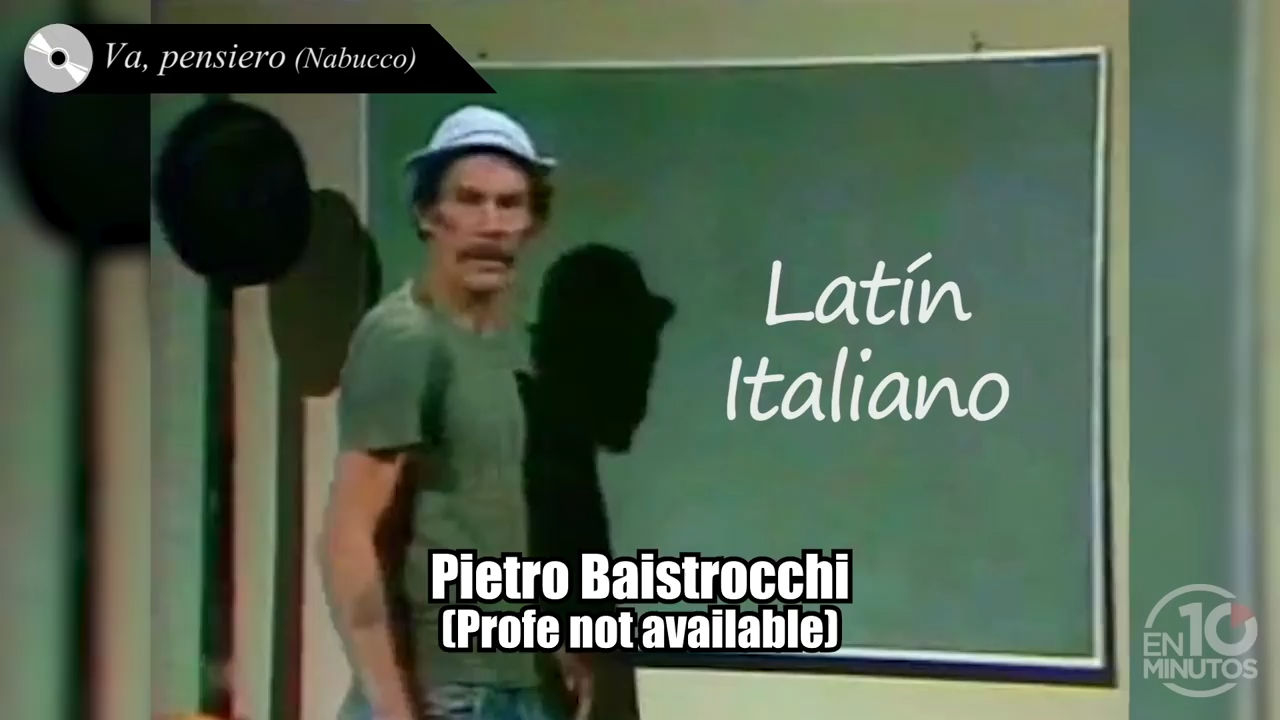 Va, pensiero (Nabucco)
Latín
Italiano
Pietro Baistrocchi
(Profe not available)
EN 10
MINUTOS